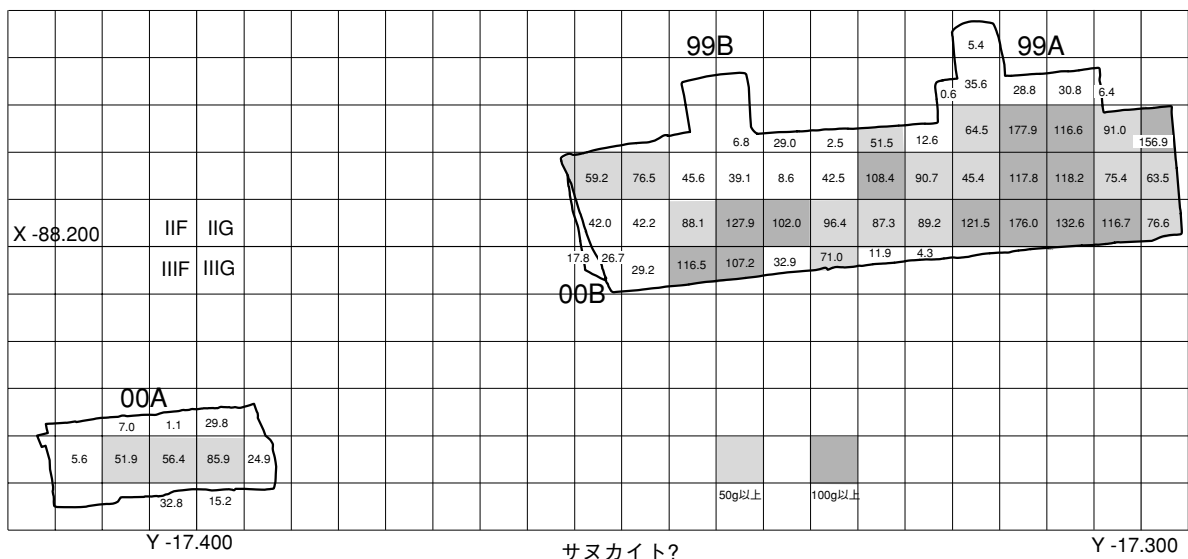 5.4
99B 99A
0.6 35.6 28.8 30.8 6.4
6.8 29.0 2.5 51.5 12.6 64.5 177.9 116.6 91.0 156.9
59.2 76.5 45.6 39.1 8.6 42.5 108.4 90.7 45.4 117.8 118.2 75.4 63.5
X -88.200 IIF IIG 42.0 42.2 88.1 127.9 102.0 96.4 87.3 89.2 121.5 176.0 132.6 116.7 76.6
IIIF IIIG 17.8 26.7 29.2 116.5 107.2 32.9 71.0 11.9 4.3
00B
00A
7.0 1.1 29.8
5.6 51.9 56.4 85.9 24.9
32.8 15.2 50g以上 100g以上
Y -17.400 サヌカイト? Y -17.300